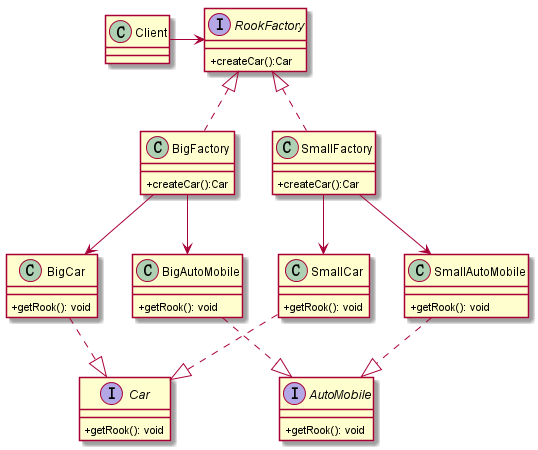 C Client
I RookFactory
+createCar():Car
C BigFactory
+createCar():Car
C SmallFactory
+createCar():Car
C BigCar
+getRook(): void
C BigAutoMobile
+getRook(): void
C SmallCar
+getRook(): void
C SmallAutoMobile
+getRook(): void
I Car
+getRook(): void
I AutoMobile
+getRook(): void